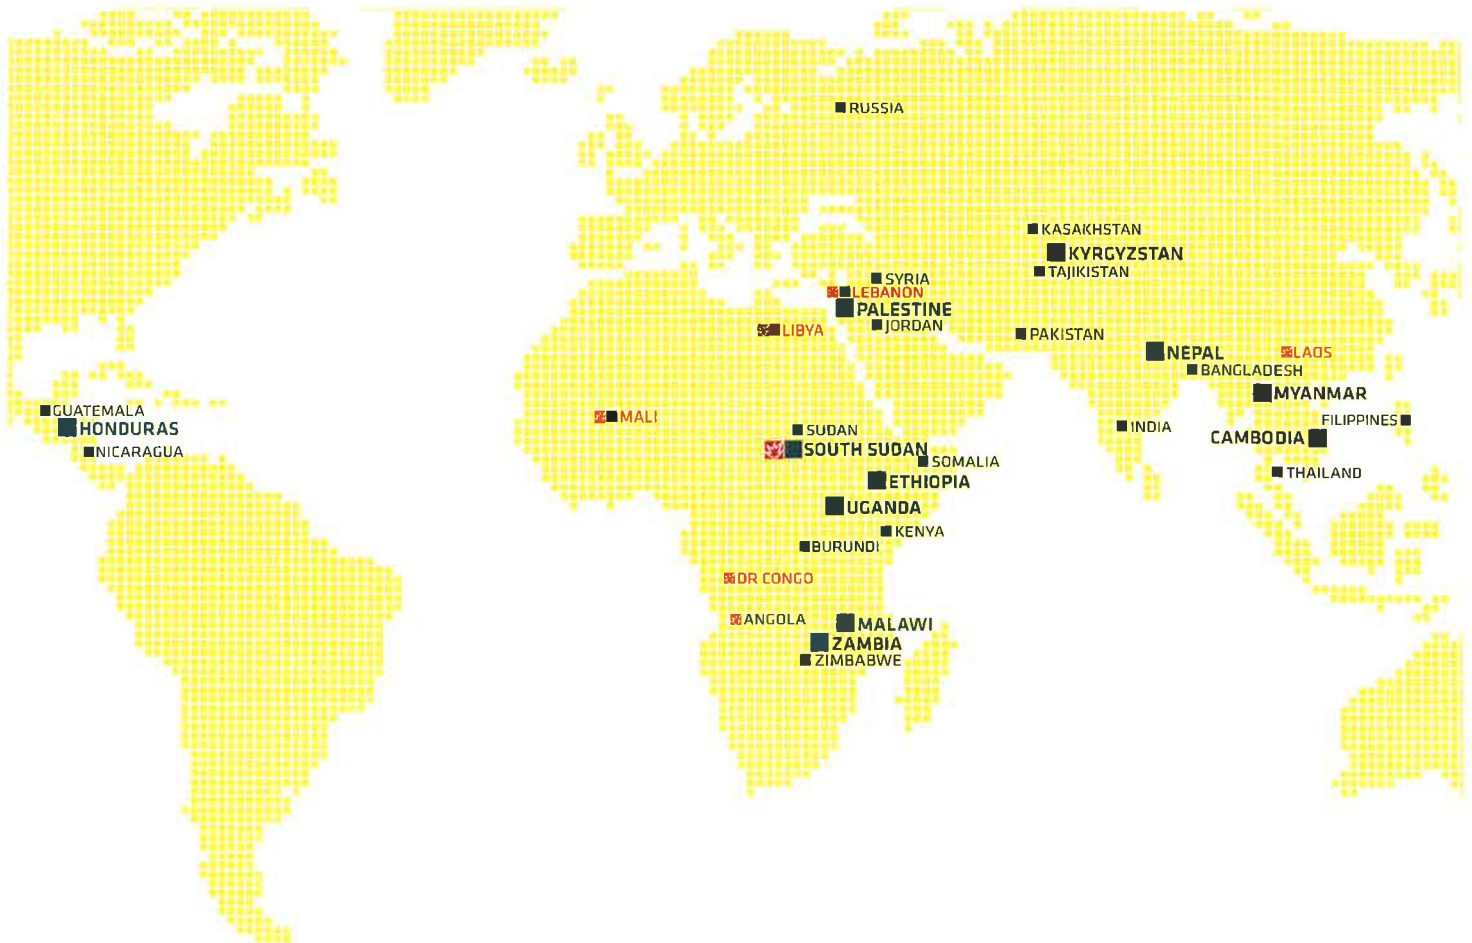 RUSSIA
KASAKHSTAN
KYRGYZSTAN
TAJIKISTAN
SYRIA
LEBANON
PALESTINE
JORDAN
LIBYA
PAKISTAN
NEPAL
LAOS
BANGLADESH
MYANMAR
GUATEMALA
HONDURAS
NICARAGUA
MALI
SUDAN
SOUTH SUDAN
SOMALIA
ETHIOPIA
UGANDA
KENYA
BURUNDI
INDIA
FILIPPINES
CAMBODIA
THAILAND
DR CONGO
ANGOLA
MALAWI
ZAMBIA
ZIMBABWE